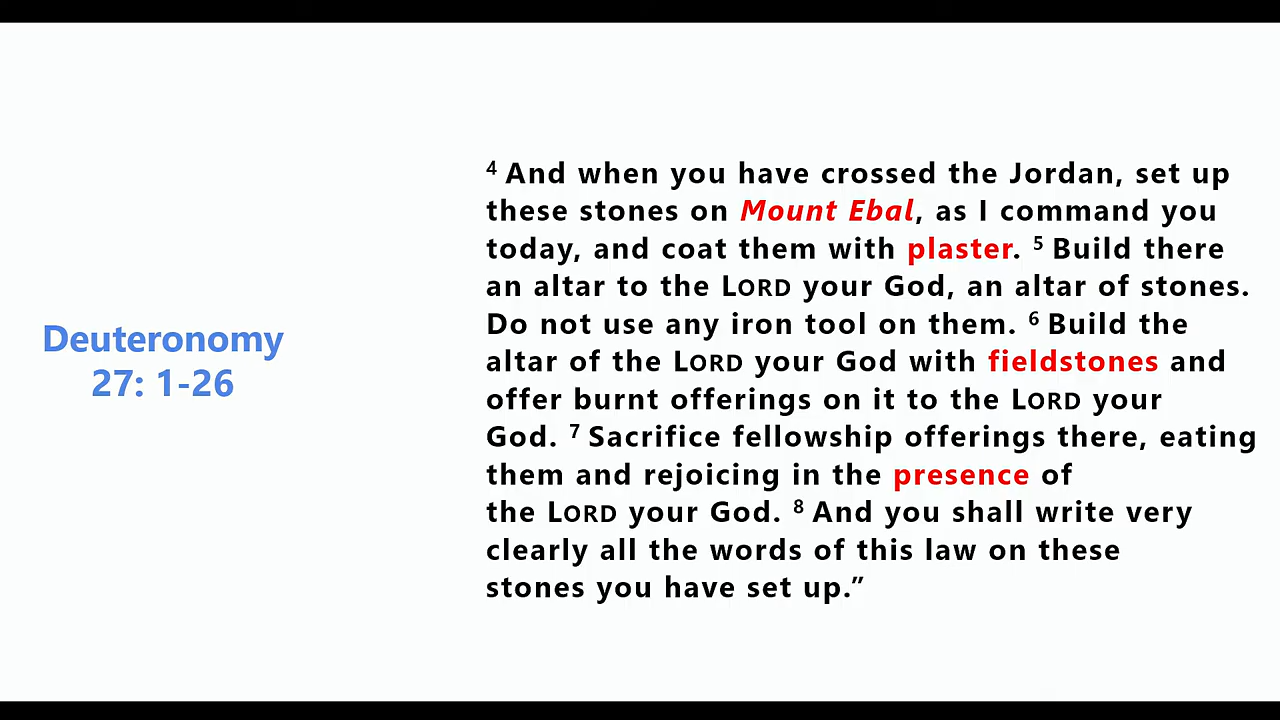 Deuteronomy
27: 1-26
⁴ And when you have crossed the Jordan, set up
these stones on Mount Ebal, as I command you
today, and coat them with plaster. ⁵ Build there
an altar to the LORD your God, an altar of stones.
Do not use any iron tool on them. ⁶ Build the
altar of the LORD your God with fieldstones and
offer burnt offerings on it to the LORD your
God. ⁷ Sacrifice fellowship offerings there, eating
them and rejoicing in the presence of
the LORD your God. ⁸ And you shall write very
clearly all the words of this law on these
stones you have set up.”